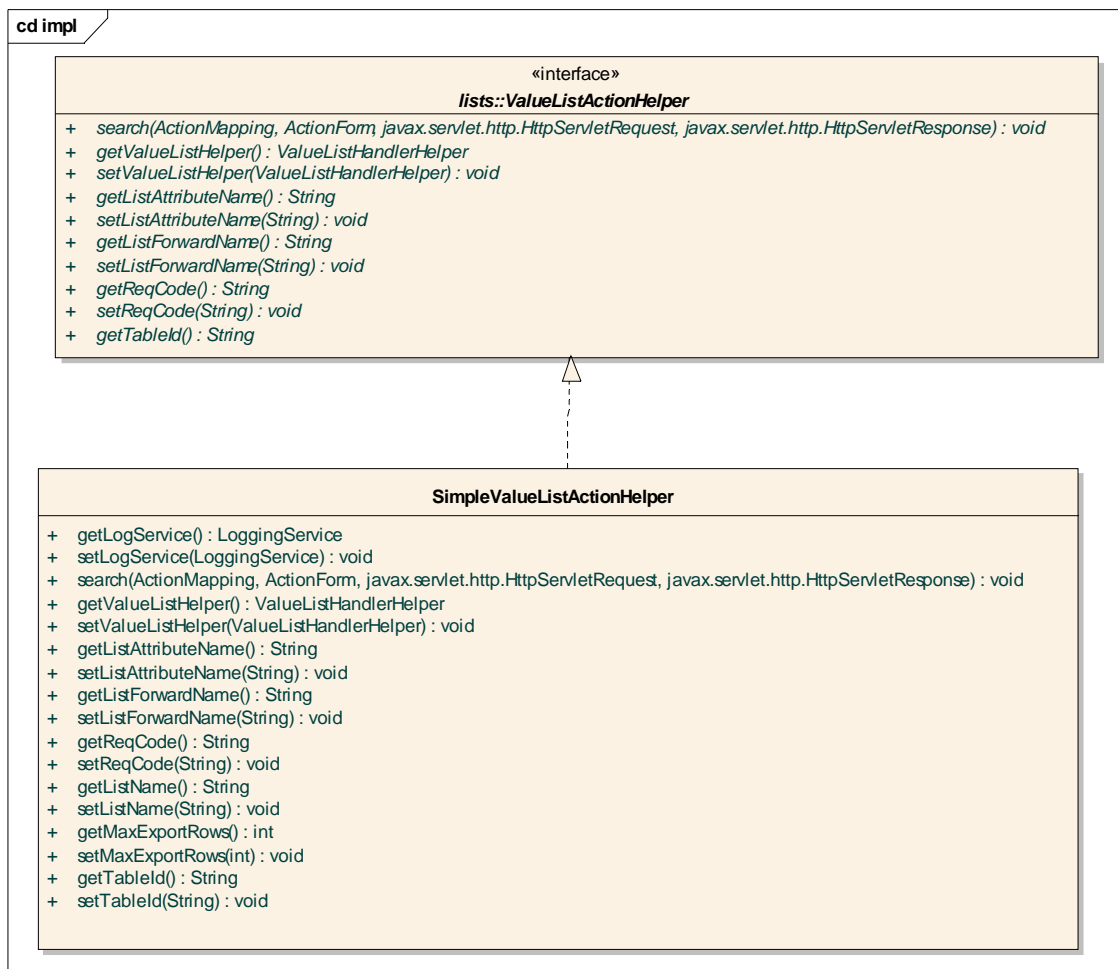 cd impl
«interface»
lists::ValueListActionHelper
+ search(ActionMapping, ActionForm, javax.servlet.http.HttpServletRequest, javax.servlet.http.HttpServletResponse) : void
+ getValueListHelper() : ValueListHandlerHelper
+ setValueListHelper(ValueListHandlerHelper) : void
+ getListAttributeName() : String
+ setListAttributeName(String) : void
+ getListForwardName() : String
+ setListForwardName(String) : void
+ getReqCode() : String
+ setReqCode(String) : void
+ getTableId() : String
SimpleValueListActionHelper
+ getLogService() : LoggingService
+ setLogService(LoggingService) : void
+ search(ActionMapping, ActionForm, javax.servlet.http.HttpServletRequest, javax.servlet.http.HttpServletResponse) : void
+ getValueListHelper() : ValueListHandlerHelper
+ setValueListHelper(ValueListHandlerHelper) : void
+ getListAttributeName() : String
+ setListAttributeName(String) : void
+ getListForwardName() : String
+ setListForwardName(String) : void
+ getReqCode() : String
+ setReqCode(String) : void
+ getListName() : String
+ setListName(String) : void
+ getMaxExportRows() : int
+ setMaxExportRows(int) : void
+ getTableId() : String
+ setTableId(String) : void